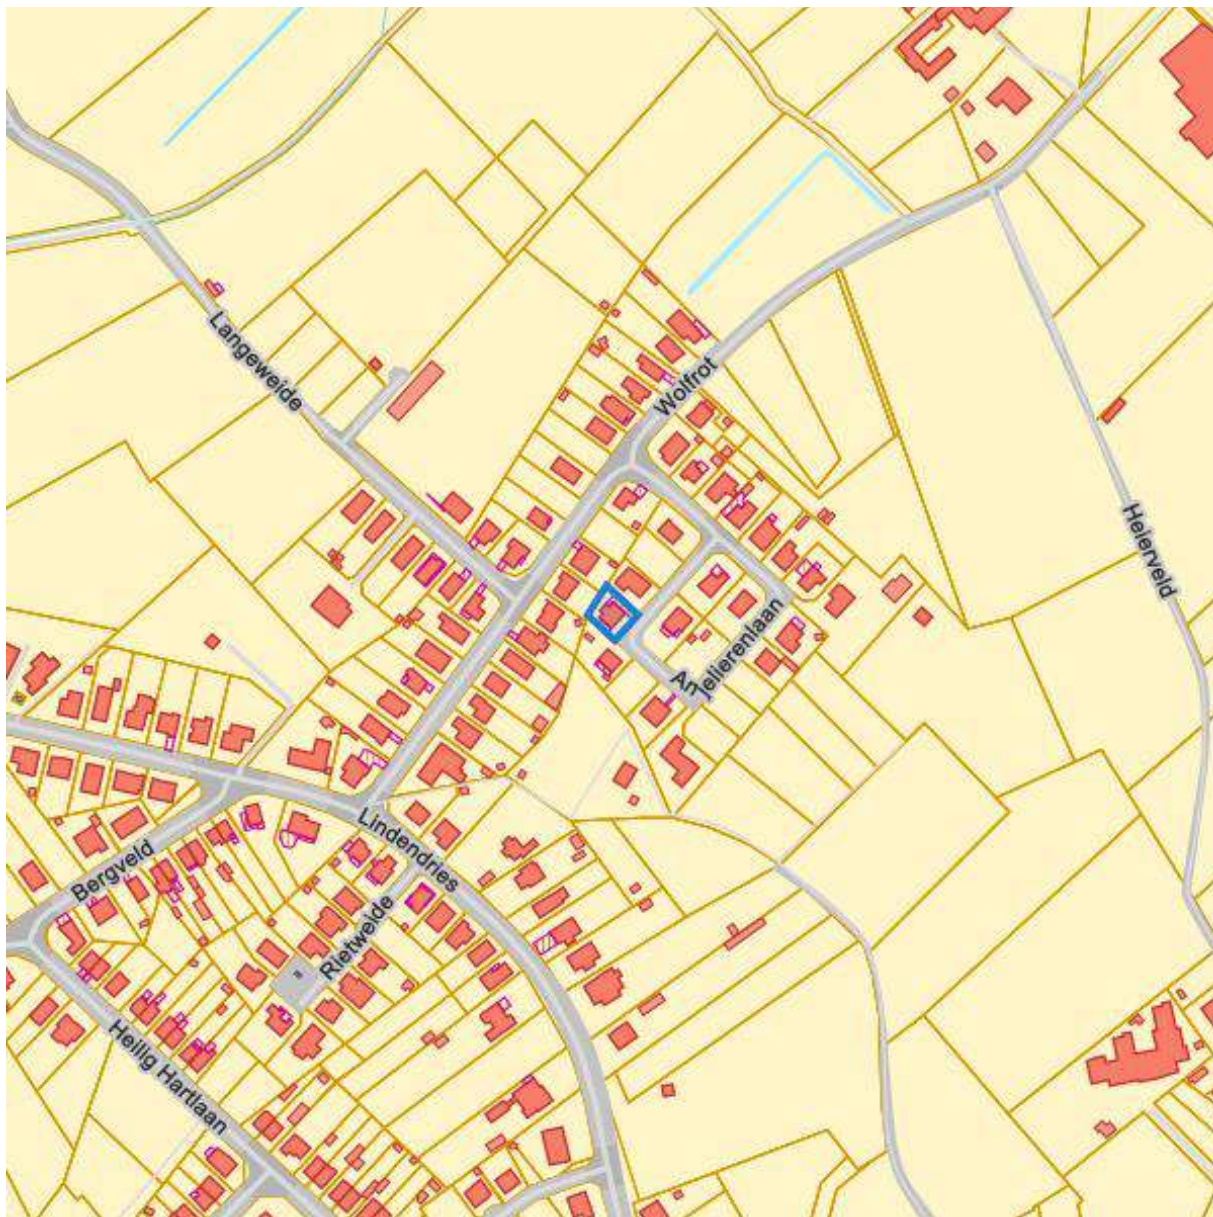 Langeweide
Wolfrot
Heierveld
Anjelierenlaan
Lindendries
Bergveld
Rietweide
Heilig Hartlaan